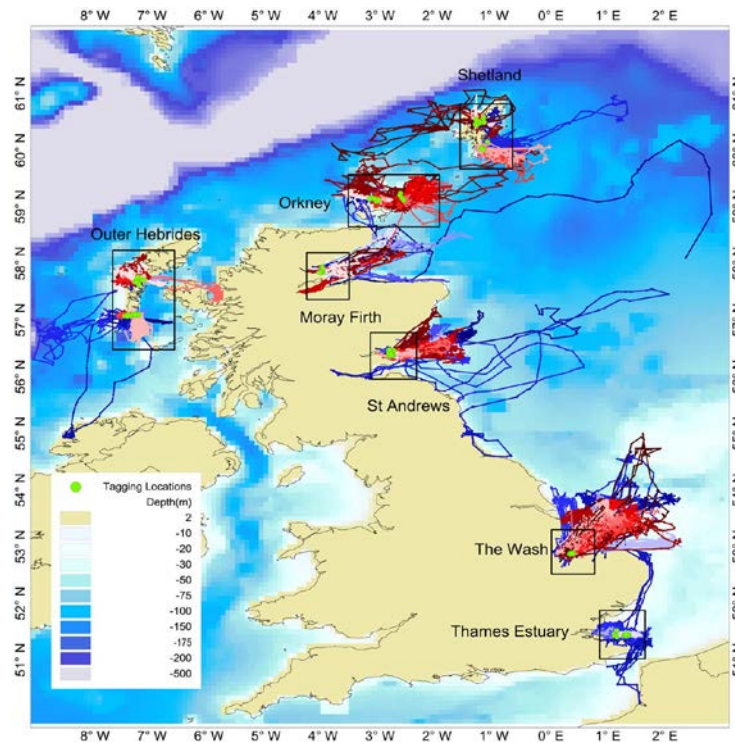 8° W 7° W 6° W 5° W 4° W 3° W 2° W 1° W 0° E 1° E 2° E
61° N
60° N
59° N
58° N
57° N
56° N
55° N
54° N
53° N
52° N
51° N
Shetland
Orkney
Outer Hebrides
Moray Firth
St Andrews
The Wash
Thames Estuary
Tagging Locations
Depth(m)
2
-10
-20
-30
-50
-75
-100
-150
-175
-200
-500
8° W 7° W 6° W 5° W 4° W 3° W 2° W 1° W 0° E 1° E 2° E